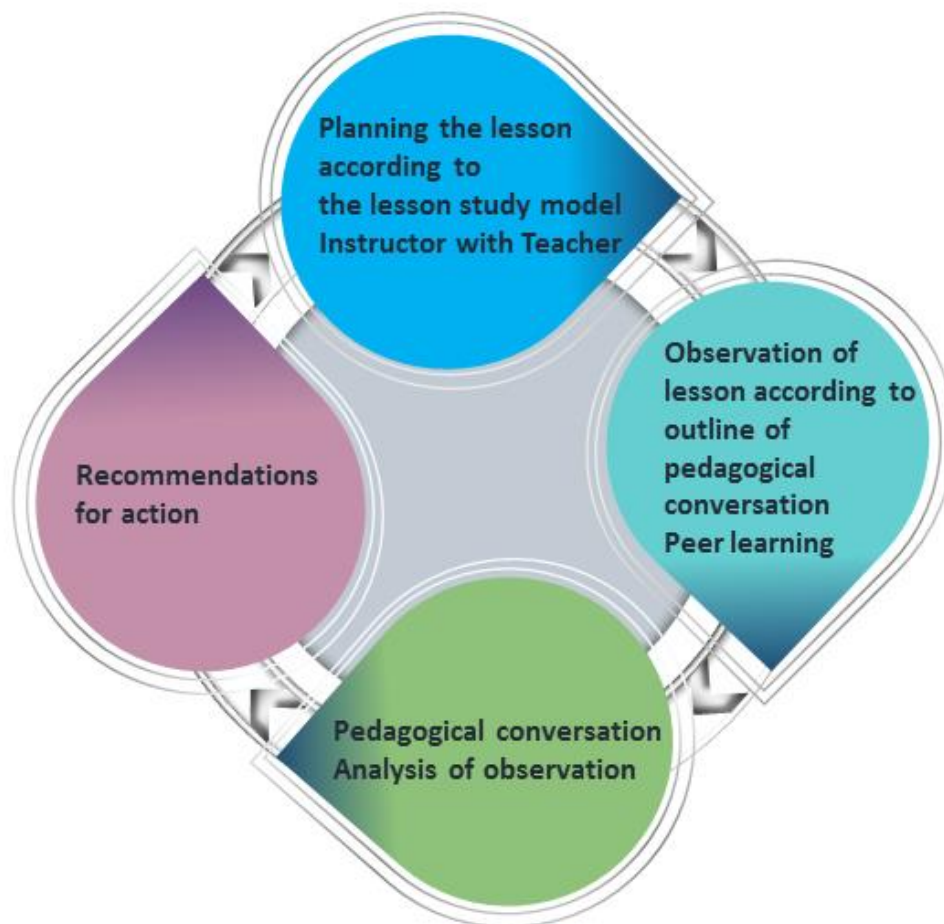 Planning the lesson
according to
the lesson study model
Instructor with Teacher
Observation of
lesson according to
outline of
pedagogical
conversation
Peer learning
Pedagogical conversation
Analysis of observation
Recommendations
for action